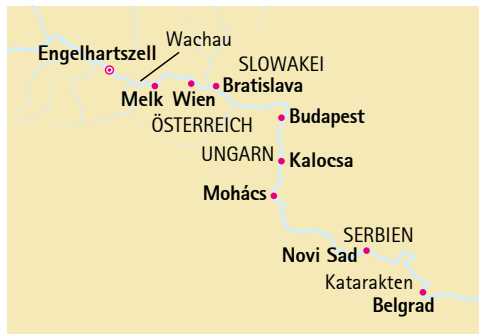 Wachau
Engelhartszell
SLOWAKEI
Melk Wien Bratislava
ÖSTERREICH
Budapest
UNGARN
Kalocsa
Mohács
SERBIEN
Novi Sad
Katarakten
Belgrad